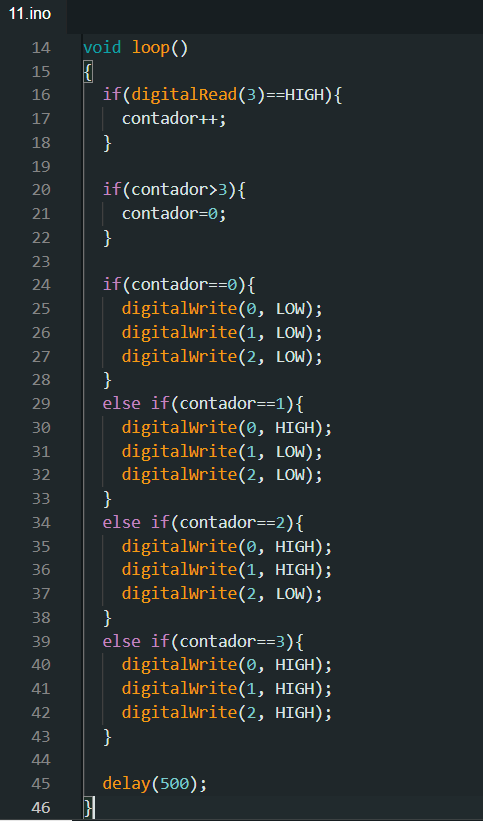 11.ino
14 void loop()
15 {
16   if(digitalRead(3)==HIGH){
17     contador++;
18   }
19
20   if(contador>3){
21     contador=0;
22   }
23
24   if(contador==0){
25     digitalWrite(0, LOW);
26     digitalWrite(1, LOW);
27     digitalWrite(2, LOW);
28   }
29   else if(contador==1){
30     digitalWrite(0, HIGH);
31     digitalWrite(1, LOW);
32     digitalWrite(2, LOW);
33   }
34   else if(contador==2){
35     digitalWrite(0, HIGH);
36     digitalWrite(1, HIGH);
37     digitalWrite(2, LOW);
38   }
39   else if(contador==3){
40     digitalWrite(0, HIGH);
41     digitalWrite(1, HIGH);
42     digitalWrite(2, HIGH);
43   }
44
45   delay(500);
46 }